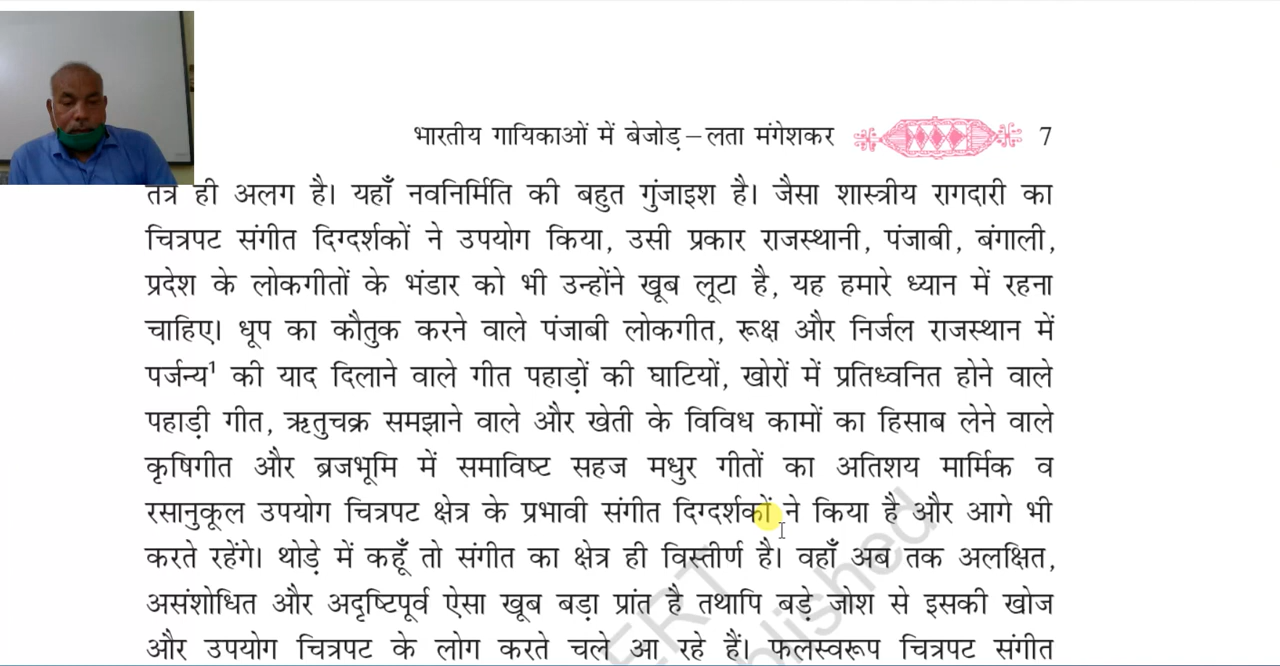 भारतीय गायिकाओं में बेजोड़–लता मंगेशकर 7
तंत्र ही अलग है। यहाँ नवनिर्मिति की बहुत गुंजाइश है। जैसा शास्त्रीय रागदारी का
चित्रपट संगीत दिग्दर्शकों ने उपयोग किया, उसी प्रकार राजस्थानी, पंजाबी, बंगाली,
प्रदेश के लोकगीतों के भंडार को भी उन्होंने खूब लूटा है, यह हमारे ध्यान में रहना
चाहिए। धूप का कौतुक करने वाले पंजाबी लोकगीत, रूक्ष और निर्जल राजस्थान में
पर्जन्य¹ की याद दिलाने वाले गीत पहाड़ों की घाटियों, खोरों में प्रतिध्वनित होने वाले
पहाड़ी गीत, ऋतुचक्र समझाने वाले और खेती के विविध कामों का हिसाब लेने वाले
कृषिगीत और ब्रजभूमि में समाविष्ट सहज मधुर गीतों का अतिशय मार्मिक व
रसानुकूल उपयोग चित्रपट क्षेत्र के प्रभावी संगीत दिग्दर्शकों ने किया है और आगे भी
करते रहेंगे। थोड़े में कहूँ तो संगीत का क्षेत्र ही विस्तीर्ण है। वहाँ अब तक अलक्षित,
असंशोधित और अदृष्टिपूर्व ऐसा खूब बड़ा प्रांत है तथापि बड़े जोश से इसकी खोज
और उपयोग चित्रपट के लोग करते चले आ रहे हैं। फलस्वरूप चित्रपट संगीत